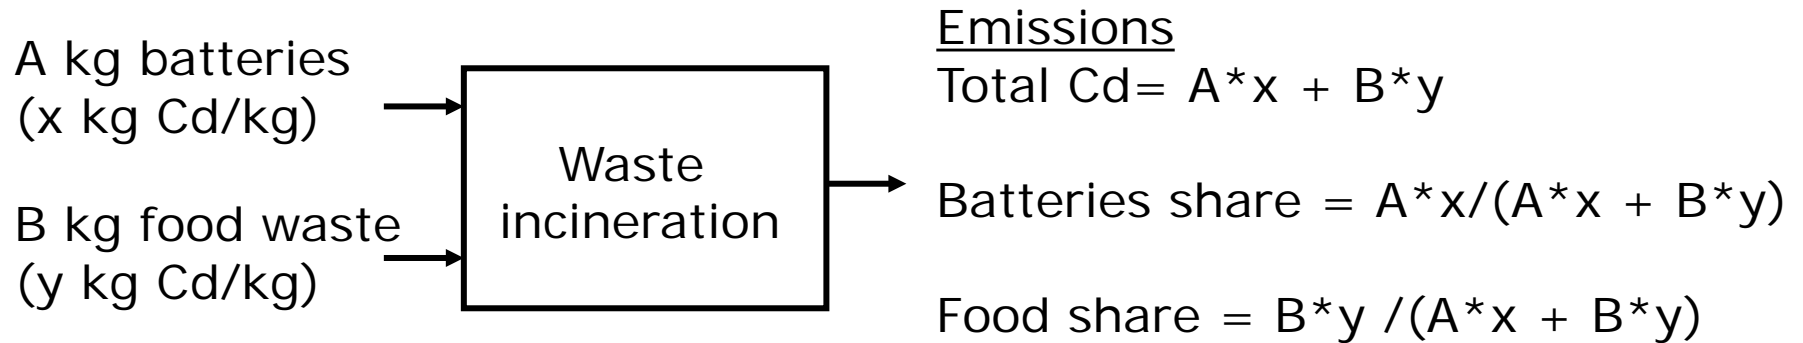 A kg batteries
(x kg Cd/kg)
B kg food waste
(y kg Cd/kg)
Waste
incineration
Emissions
Total Cd= A*x + B*y
Batteries share = A*x/(A*x + B*y)
Food share = B*y /(A*x + B*y)